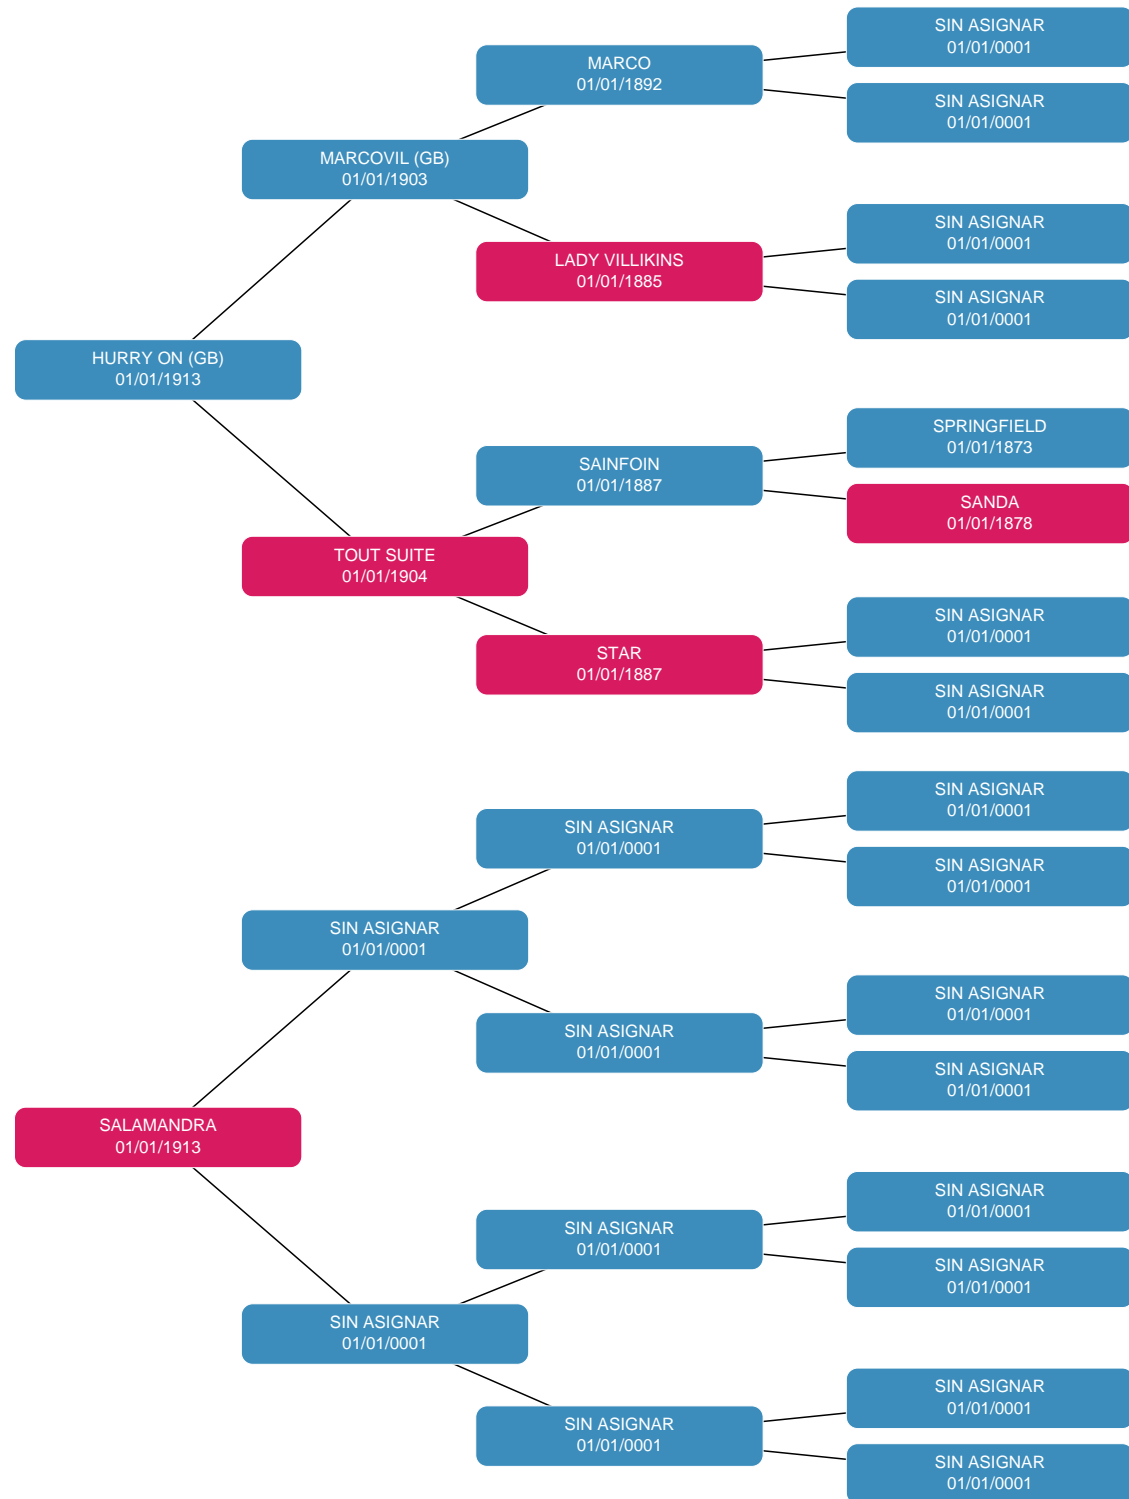 SIN ASIGNAR
01/01/0001
MARCO
01/01/1892
SIN ASIGNAR
01/01/0001
MARCOVIL (GB)
01/01/1903
SIN ASIGNAR
01/01/0001
LADY VILLIKINS
01/01/1885
SIN ASIGNAR
01/01/0001
HURRY ON (GB)
01/01/1913
SPRINGFIELD
01/01/1873
SAINFOIN
01/01/1887
SANDA
01/01/1878
TOUT SUITE
01/01/1904
SIN ASIGNAR
01/01/0001
STAR
01/01/1887
SIN ASIGNAR
01/01/0001
SIN ASIGNAR
01/01/0001
SIN ASIGNAR
01/01/0001
SIN ASIGNAR
01/01/0001
SIN ASIGNAR
01/01/0001
SIN ASIGNAR
01/01/0001
SIN ASIGNAR
01/01/0001
SIN ASIGNAR
01/01/0001
SALAMANDRA
01/01/1913
SIN ASIGNAR
01/01/0001
SIN ASIGNAR
01/01/0001
SIN ASIGNAR
01/01/0001
SIN ASIGNAR
01/01/0001
SIN ASIGNAR
01/01/0001
SIN ASIGNAR
01/01/0001
SIN ASIGNAR
01/01/0001